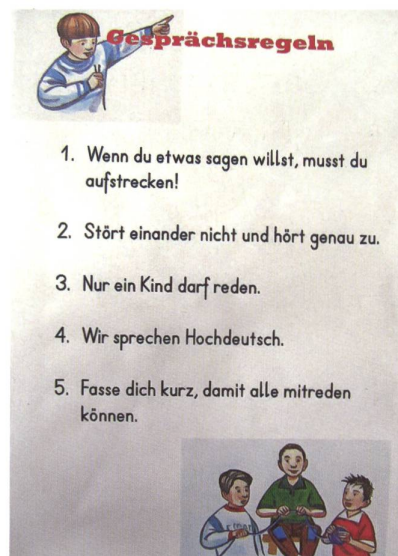 Gesprächsregeln
1. Wenn du etwas sagen willst, musst du
aufstrecken!
2. Stört einander nicht und hört genau zu.
3. Nur ein Kind darf reden.
4. Wir sprechen Hochdeutsch.
5. Fasse dich kurz, damit alle mitreden
können.